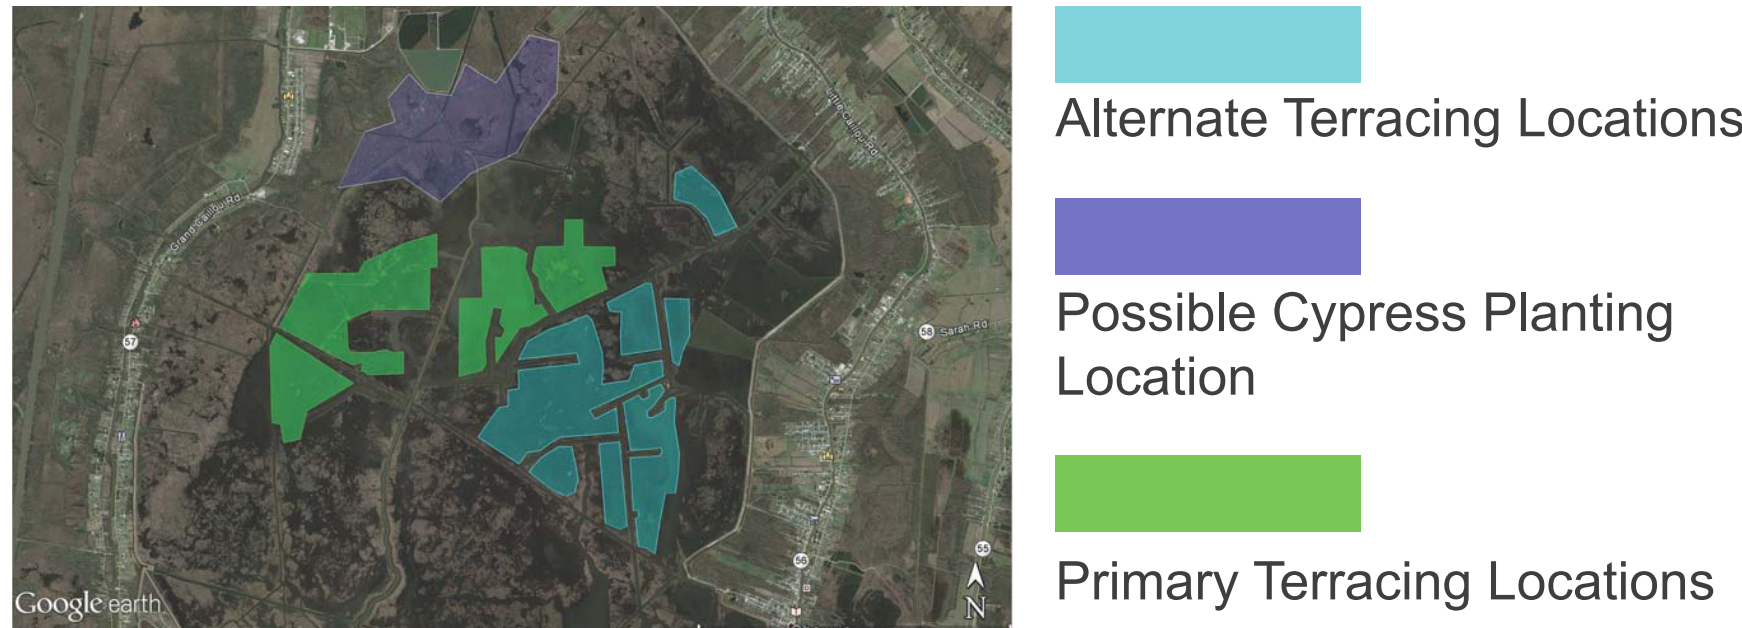 Alternate Terracing Locations
Possible Cypress Planting
Location
Primary Terracing Locations
Little Caillou Rd
Grand Caillou Rd
57
58 Sarah Rd
56
55
N
Google earth